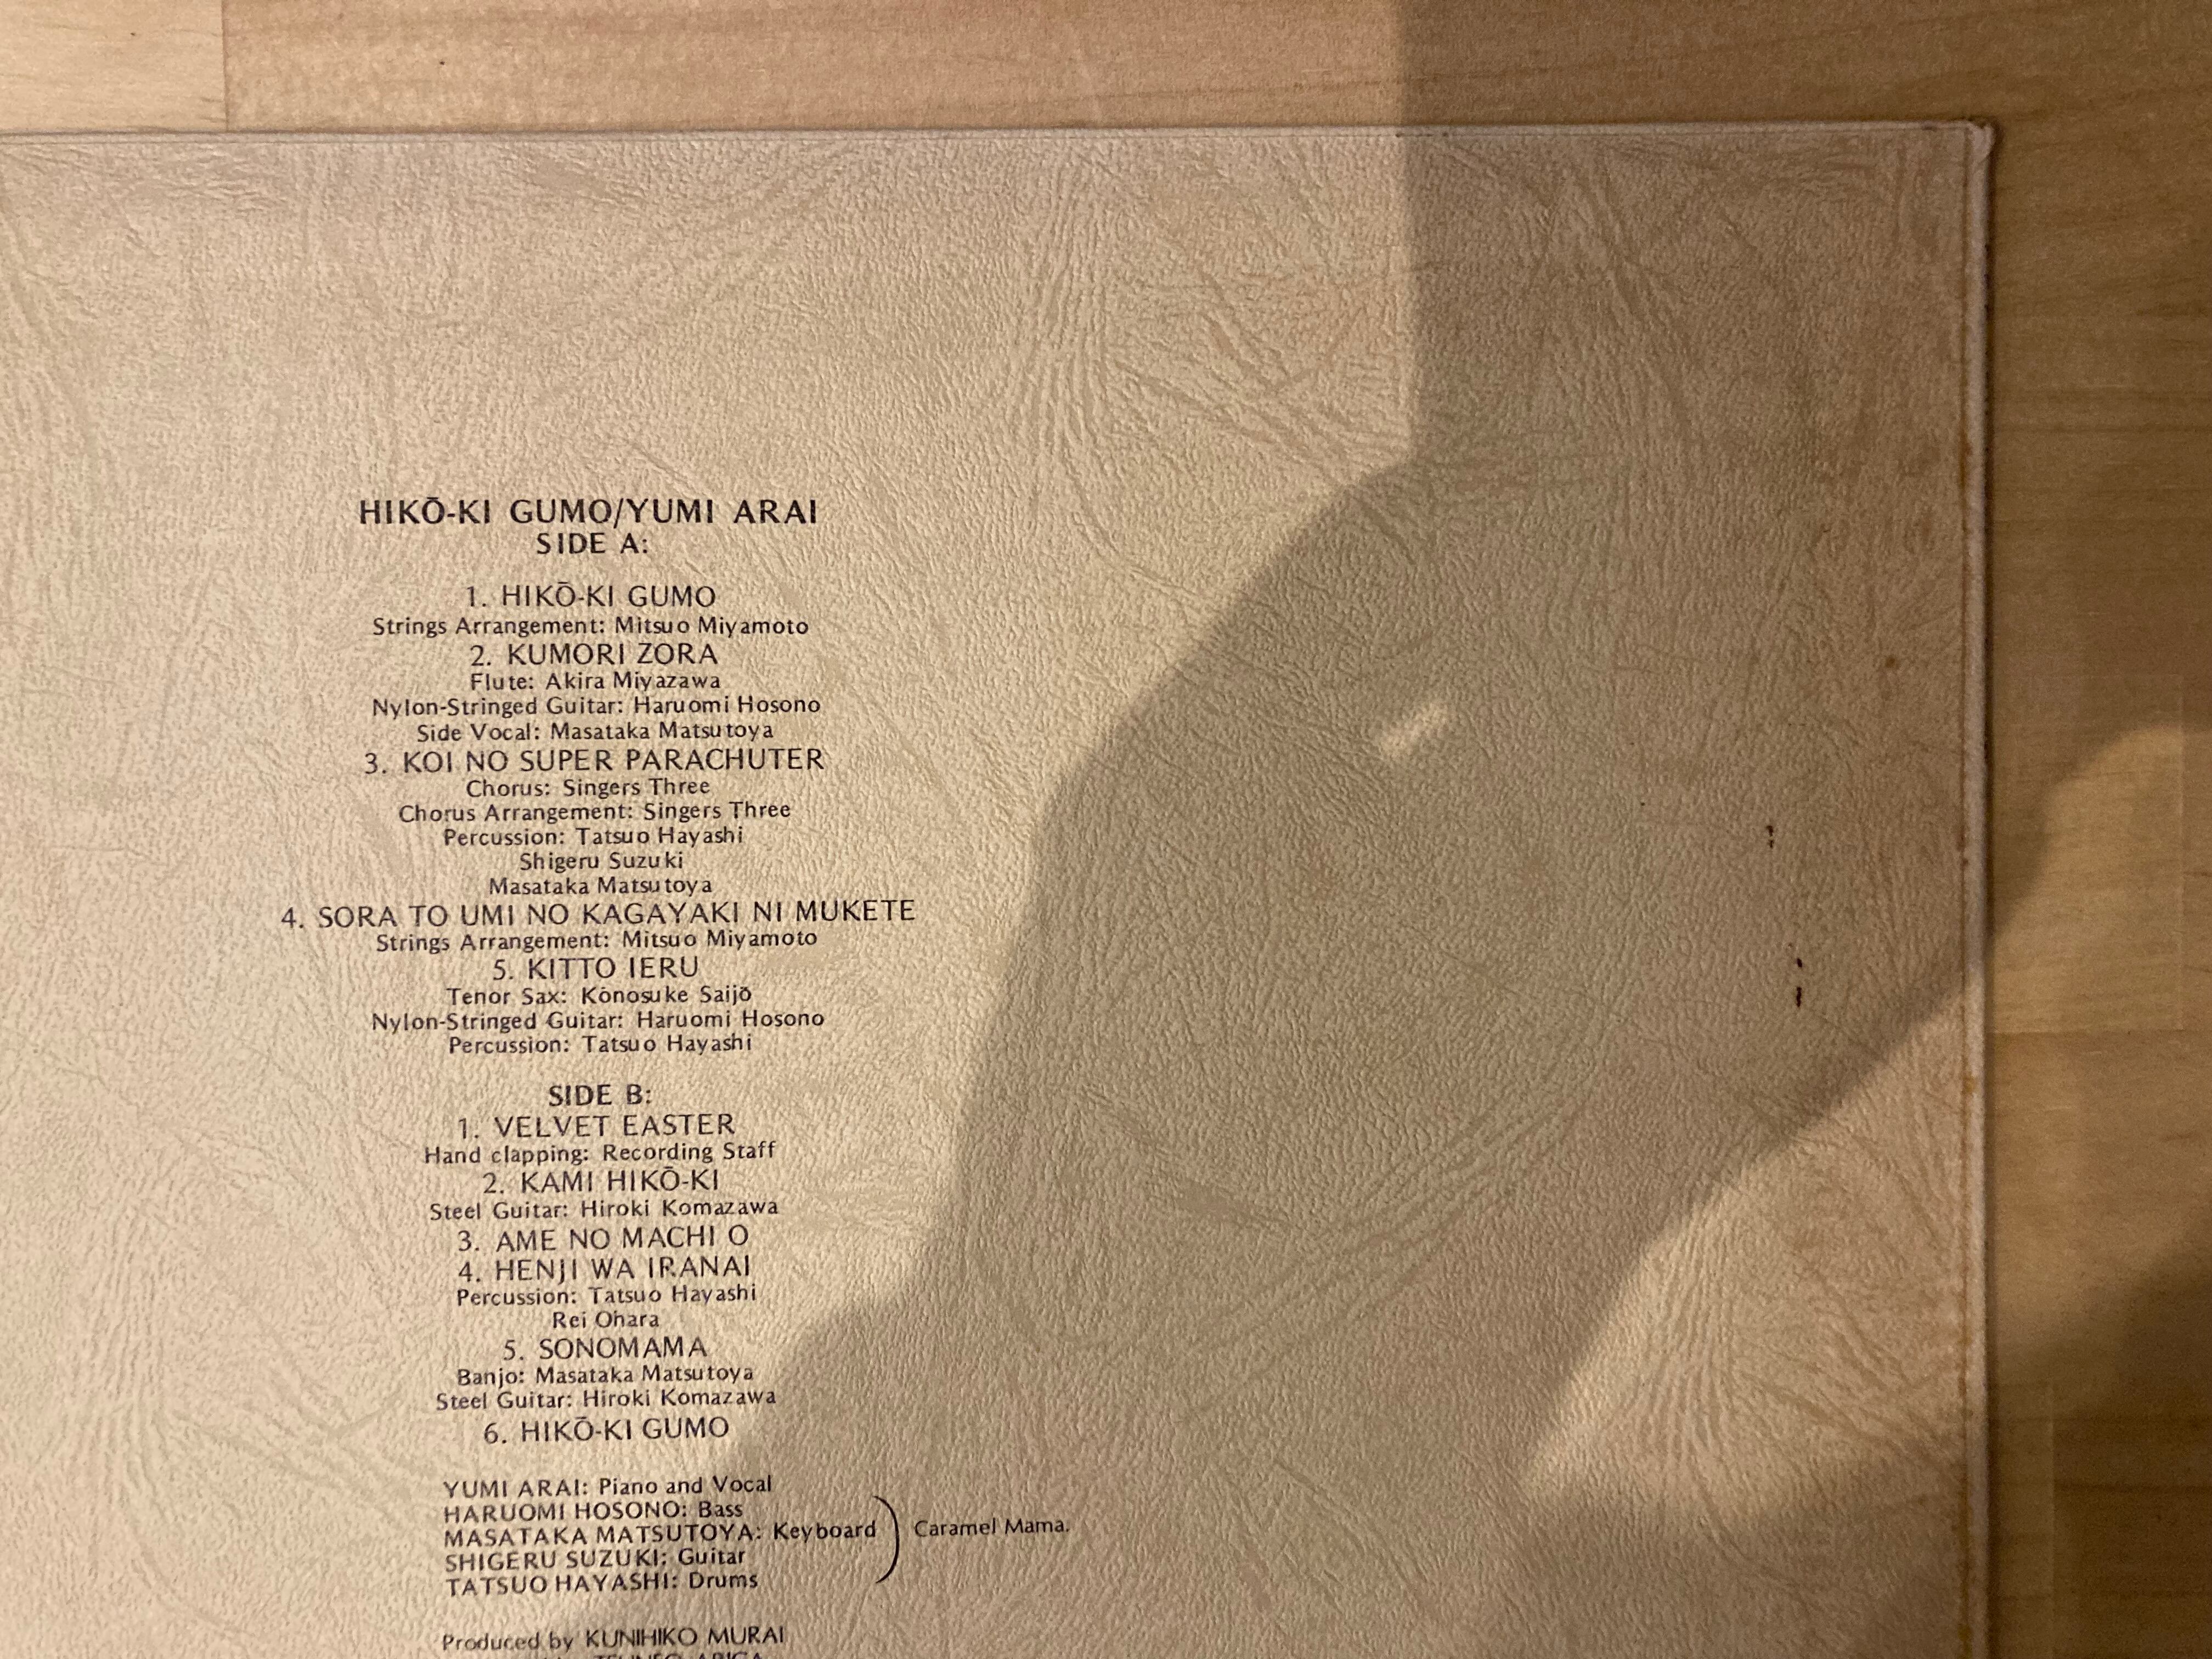 HIKŌ-KI GUMO/YUMI ARAI
SIDE A:
1. HIKŌ-KI GUMO
Strings Arrangement: Mitsuo Miyamoto
2. KUMORI ZORA
Flute: Akira Miyazawa
Nylon-Stringed Guitar: Haruomi Hosono
Side Vocal: Masataka Matsutoya
3. KOI NO SUPER PARACHUTER
Chorus: Singers Three
Chorus Arrangement: Singers Three
Percussion: Tatsuo Hayashi
Shigeru Suzuki
Masataka Matsutoya
4. SORA TO UMI NO KAGAYAKI NI MUKETE
Strings Arrangement: Mitsuo Miyamoto
5. KITTO IERU
Tenor Sax: Kōnosuke Saijō
Nylon-Stringed Guitar: Haruomi Hosono
Percussion: Tatsuo Hayashi
SIDE B:
1. VELVET EASTER
Hand clapping: Recording Staff
2. KAMI HIKŌ-KI
Steel Guitar: Hiroki Komazawa
3. AME NO MACHI O
4. HENJI WA IRANAI
Percussion: Tatsuo Hayashi
Rei Ohara
5. SONOMAMA
Banjo: Masataka Matsutoya
Steel Guitar: Hiroki Komazawa
6. HIKŌ-KI GUMO
YUMI ARAI: Piano and Vocal
HARUOMI HOSONO: Bass
MASATAKA MATSUTOYA: Keyboard
SHIGERU SUZUKI: Guitar
TATSUO HAYASHI: Drums
Caramel Mama.
Produced by KUNIHIKO MURAI